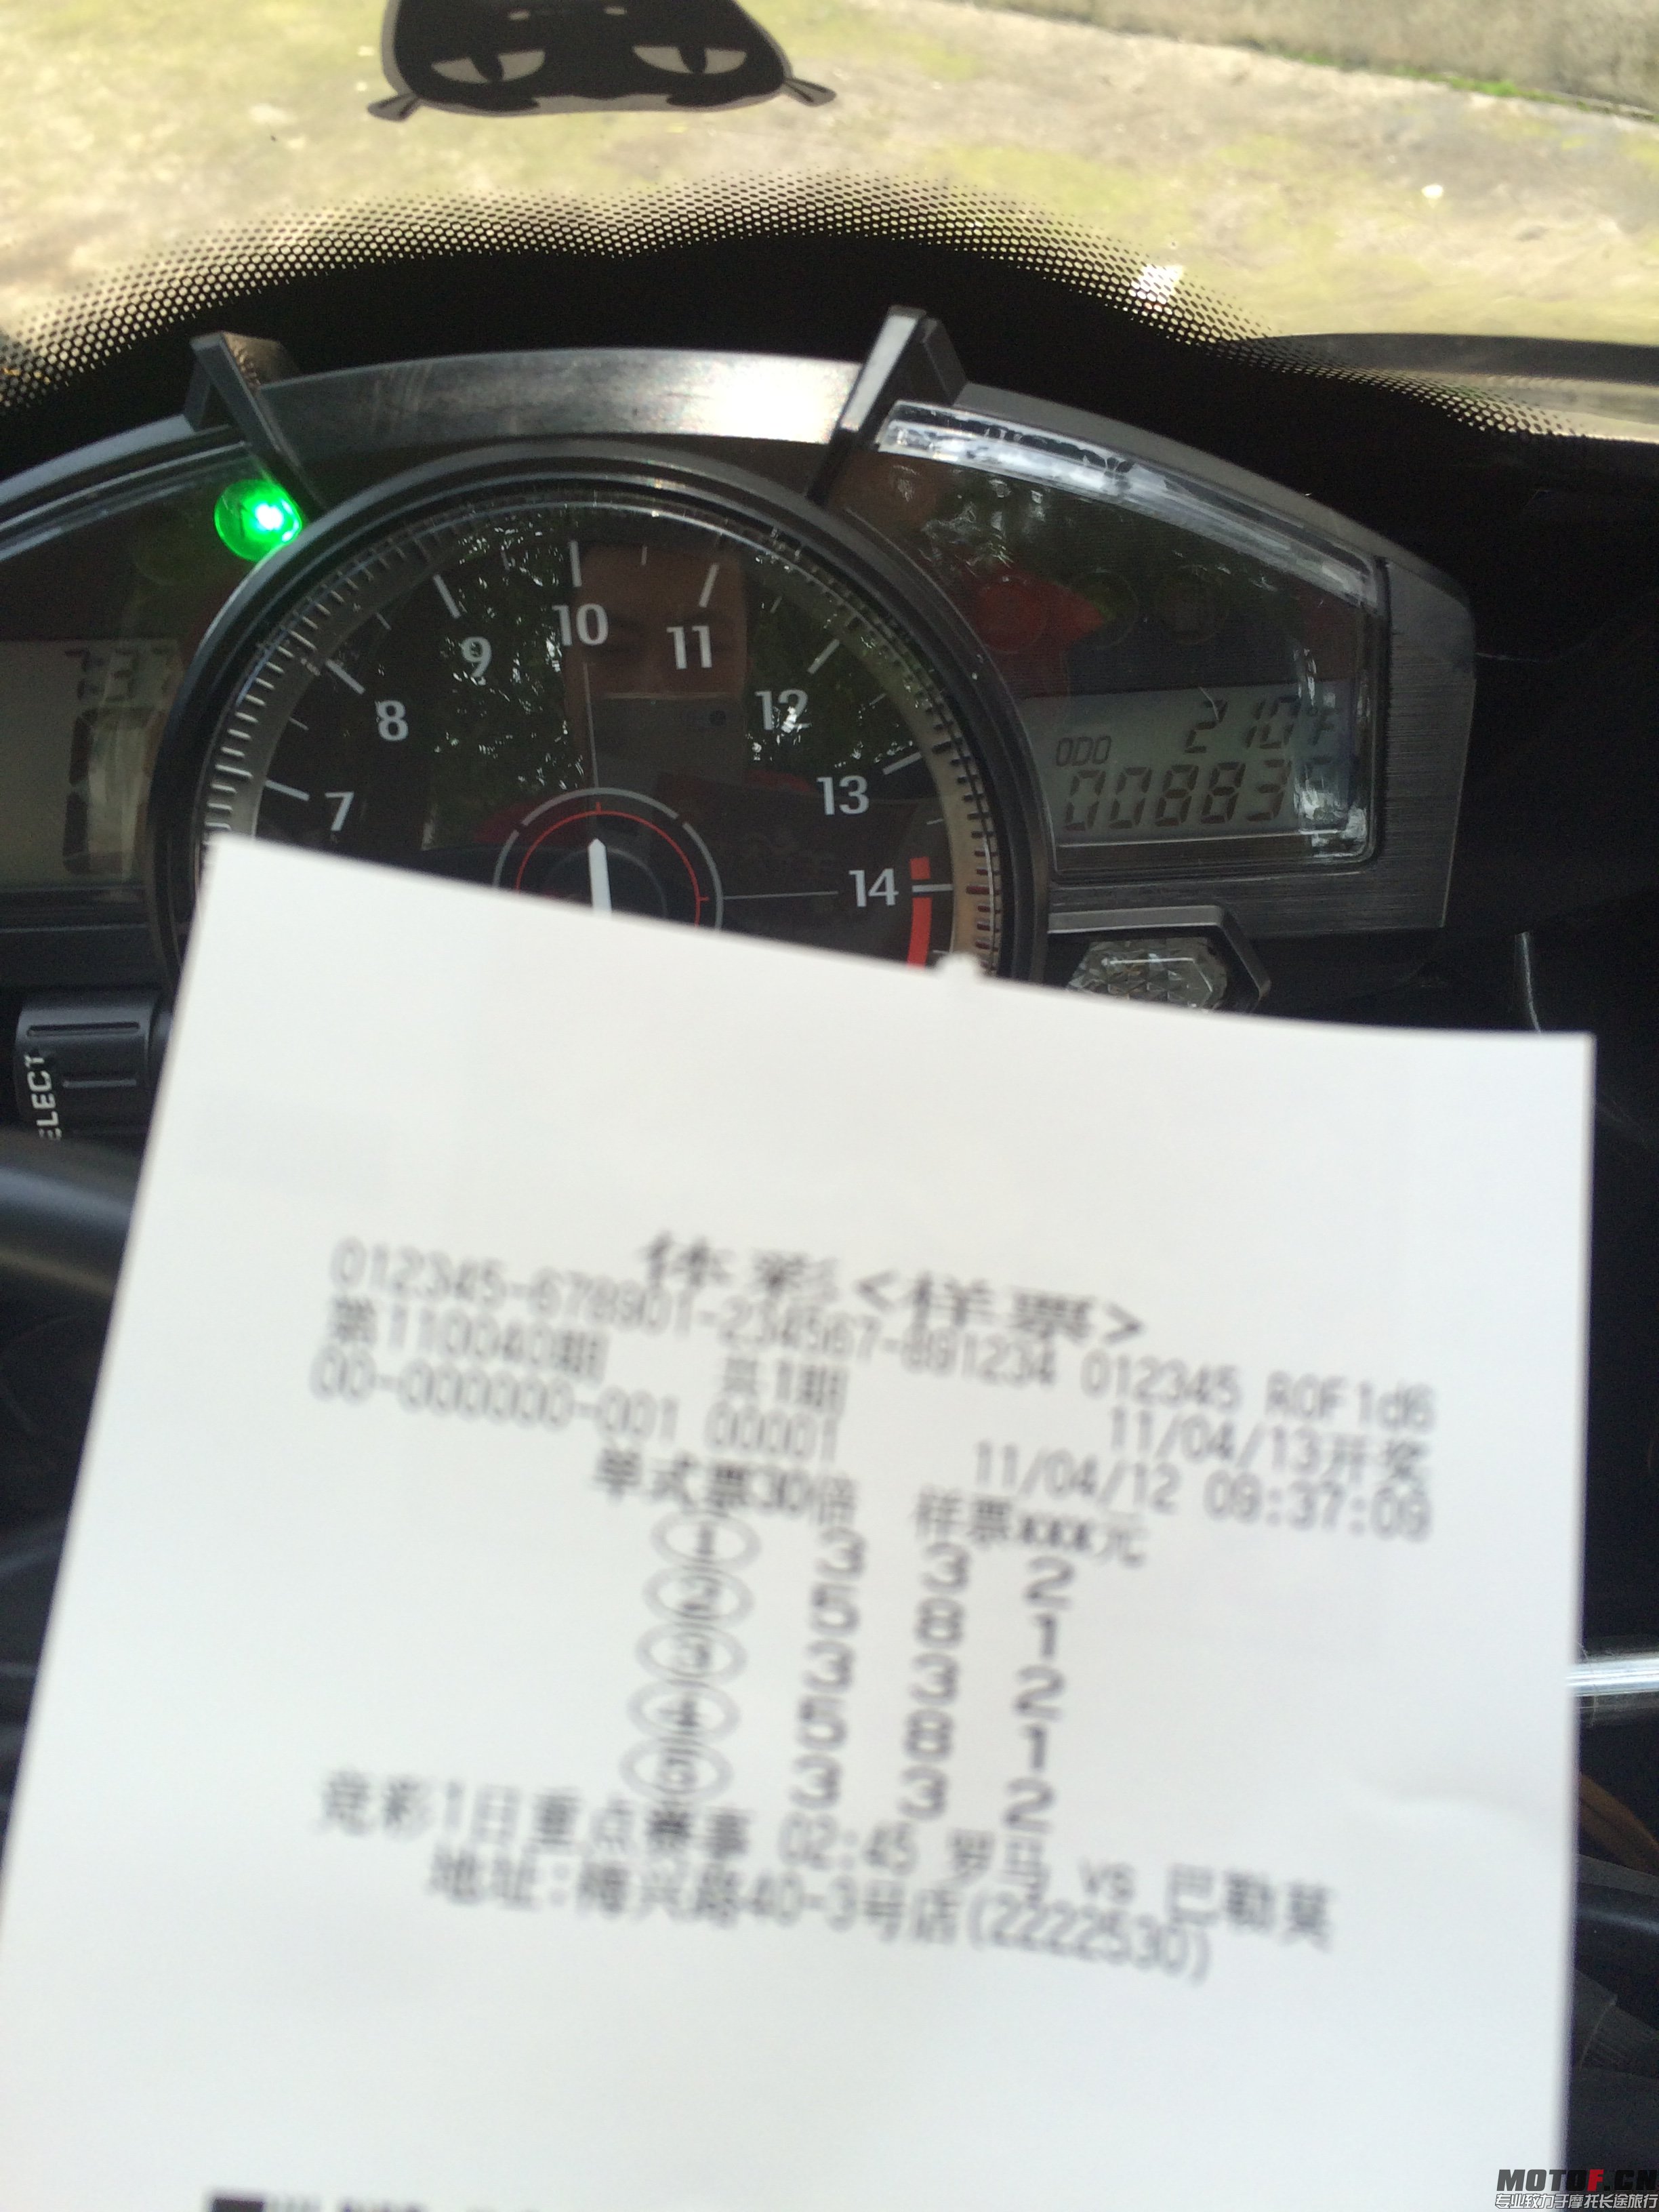 7:37
9
10
11
8
12
7
13
14
210°F
ODO
00883
ELECT
体彩<样票>
012345-678901-234567-891234 012345 R0F1d6
第110040期 共1期 11/04/13开奖
00-000000-001 00001 11/04/12 09:37:09
单式票30倍 样票xxx元
① 3 3 2
② 5 8 1
③ 3 3 2
④ 5 8 1
⑤ 3 3 2
竞彩1日重点赛事 02:45 罗马 vs 巴勒莫
地址:梅兴路40-3号店(2222530)
MOTOF.CN
专业致力于摩托长途旅行